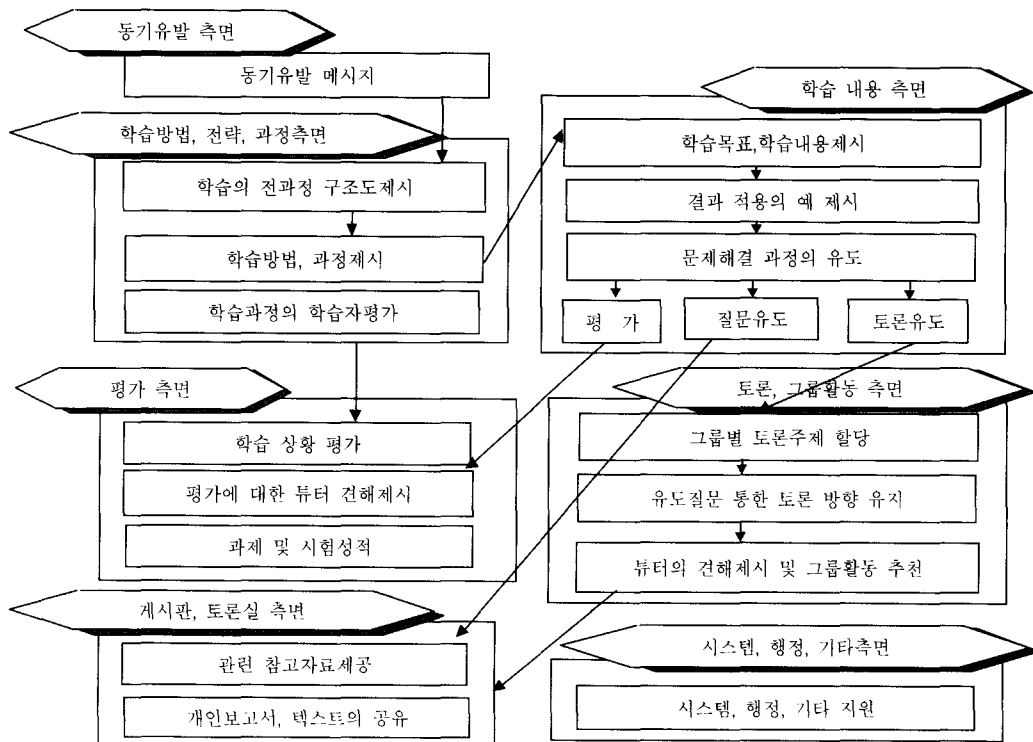 동기유발 측면
동기유발 메시지
학습방법, 전략, 과정측면
학습의 전과정 구조도제시
학습방법, 과정제시
학습과정의 학습자평가
학습 내용 측면
학습목표,학습내용제시
결과 적용의 예 제시
문제해결 과정의 유도
평 가
질문유도
토론유도
평가 측면
학습 상황 평가
평가에 대한 튜터 견해제시
과제 및 시험성적
토론, 그룹활동 측면
그룹별 토론주제 할당
유도질문 통한 토론 방향 유지
튜터의 견해제시 및 그룹활동 추천
게시판, 토론실 측면
관련 참고자료제공
개인보고서, 텍스트의 공유
시스템, 행정, 기타측면
시스템, 행정, 기타 지원